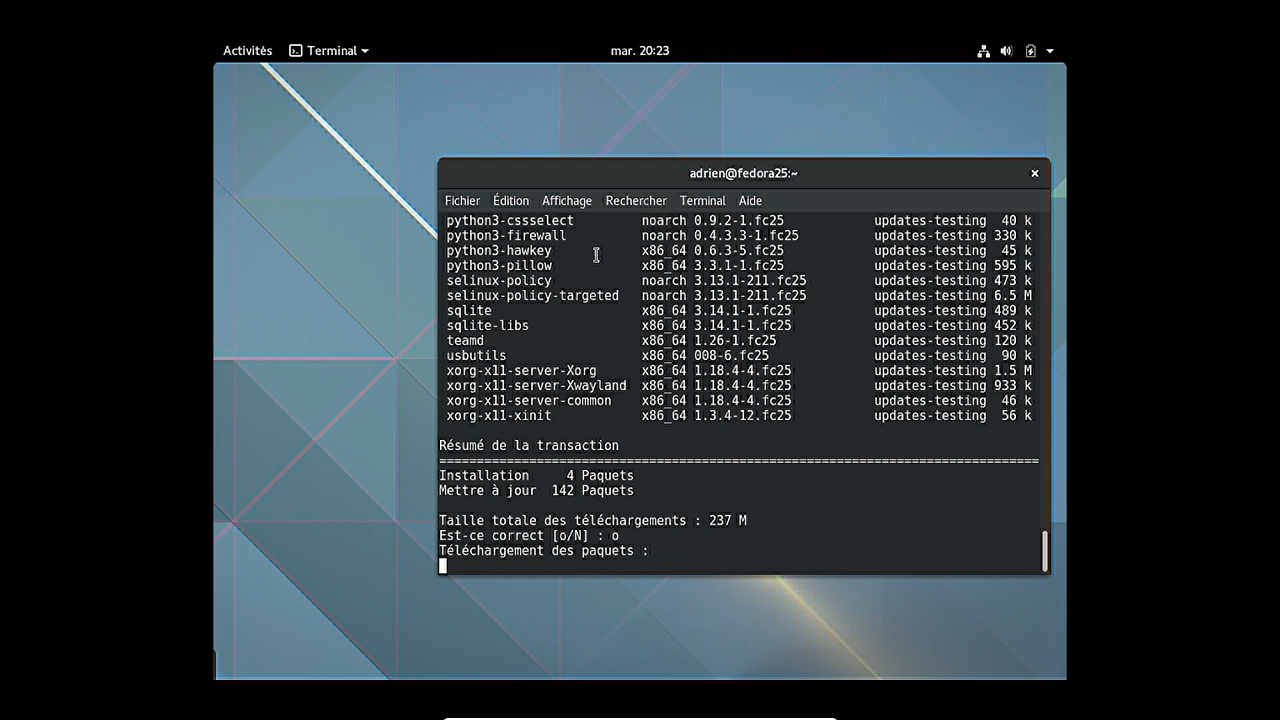 Activités Terminal mar. 20:23
adrien@fedora25:~
Fichier Édition Affichage Rechercher Terminal Aide
python3-cssselect noarch 0.9.2-1.fc25 updates-testing 40 k
python3-firewall noarch 0.4.3.3-1.fc25 updates-testing 330 k
python3-hawkey x86_64 0.6.3-5.fc25 updates-testing 45 k
python3-pillow x86_64 3.3.1-1.fc25 updates-testing 595 k
selinux-policy noarch 3.13.1-211.fc25 updates-testing 473 k
selinux-policy-targeted noarch 3.13.1-211.fc25 updates-testing 6.5 M
sqlite x86_64 3.14.1-1.fc25 updates-testing 489 k
sqlite-libs x86_64 3.14.1-1.fc25 updates-testing 452 k
teamd x86_64 1.26-1.fc25 updates-testing 120 k
usbutils x86_64 008-6.fc25 updates-testing 90 k
xorg-x11-server-Xorg x86_64 1.18.4-4.fc25 updates-testing 1.5 M
xorg-x11-server-Xwayland x86_64 1.18.4-4.fc25 updates-testing 933 k
xorg-x11-server-common x86_64 1.18.4-4.fc25 updates-testing 46 k
xorg-x11-xinit x86_64 1.3.4-12.fc25 updates-testing 56 k
Résumé de la transaction
================================================================================
Installation 4 Paquets
Mettre à jour 142 Paquets
Taille totale des téléchargements : 237 M
Est-ce correct [o/N] : o
Téléchargement des paquets :